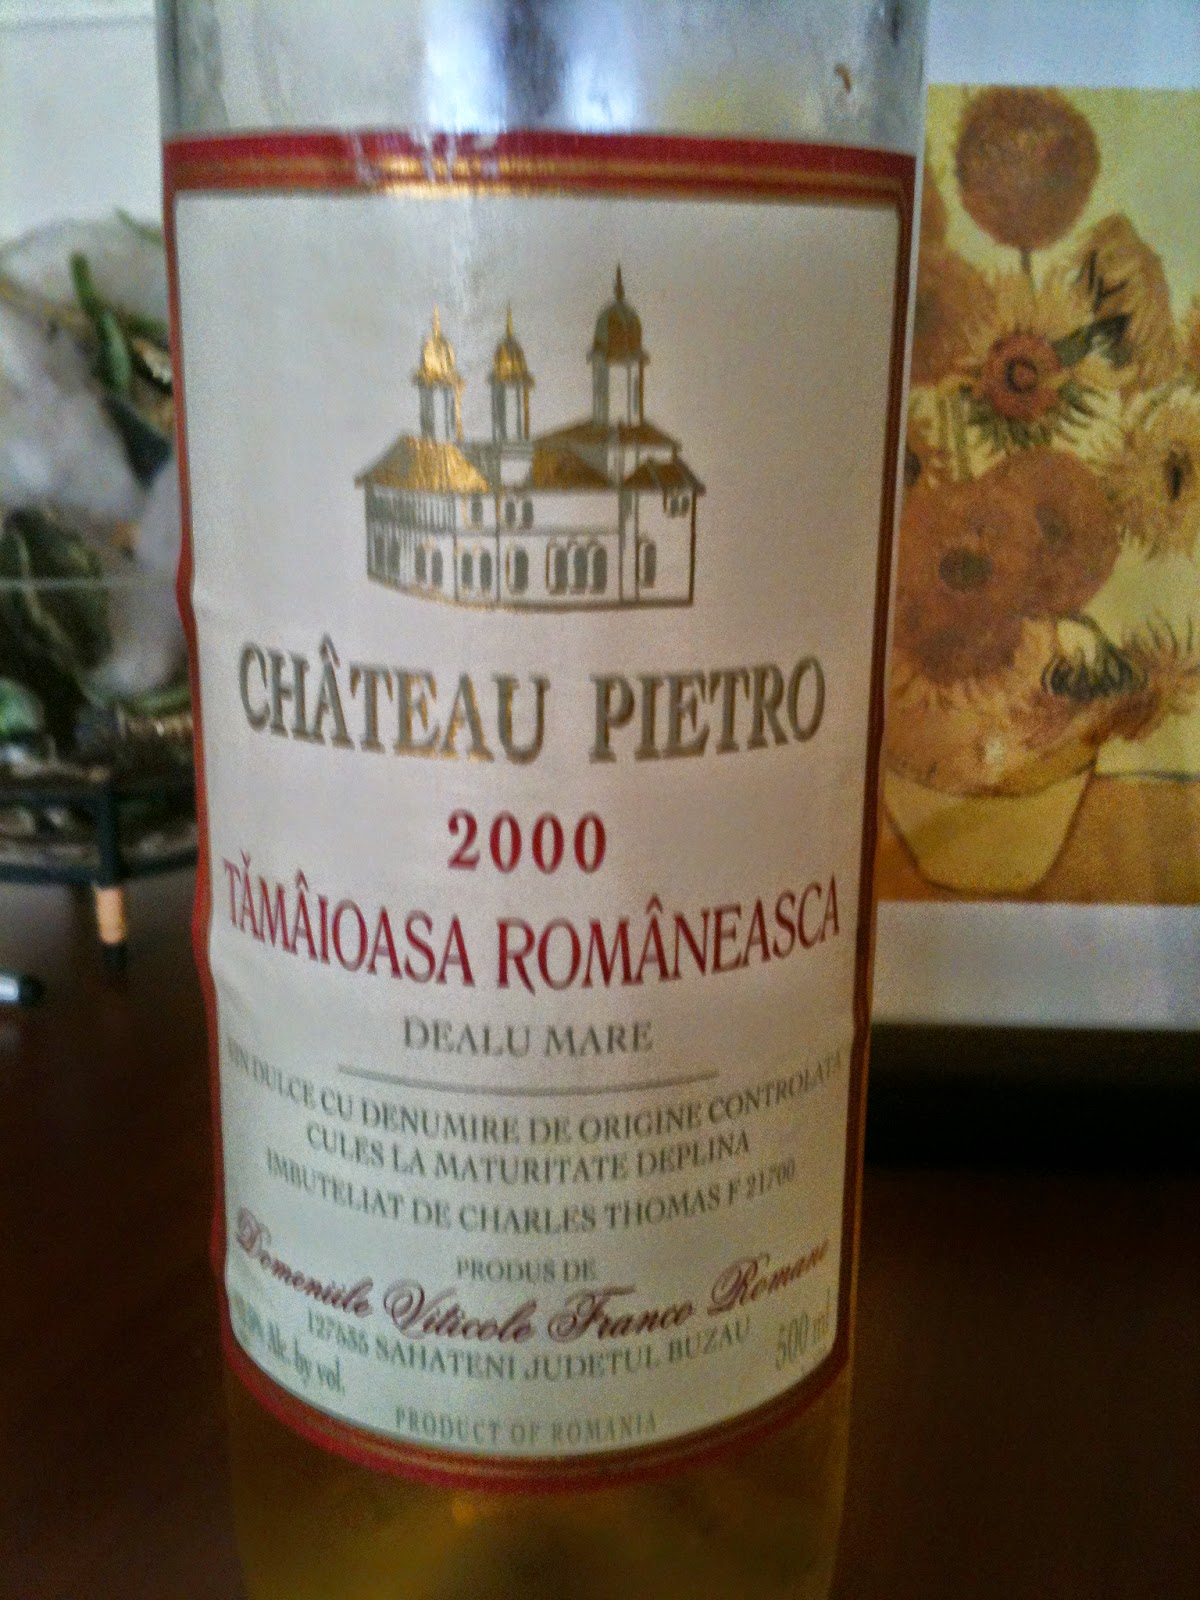 CHÂTEAU PIETRO
2000
TĂMÂIOASA ROMÂNEASCA
DEALU MARE
VIN DULCE CU DENUMIRE DE ORIGINE CONTROLATA
CULES LA MATURITATE DEPLINA
IMBUTELIAT DE CHARLES THOMAS F 21700
PRODUS DE
Domeniile Viticole Franco Romane
SAHATENI JUDETUL BUZAU
Alc. by vol.
500 ml
PRODUCT OF ROMANIA